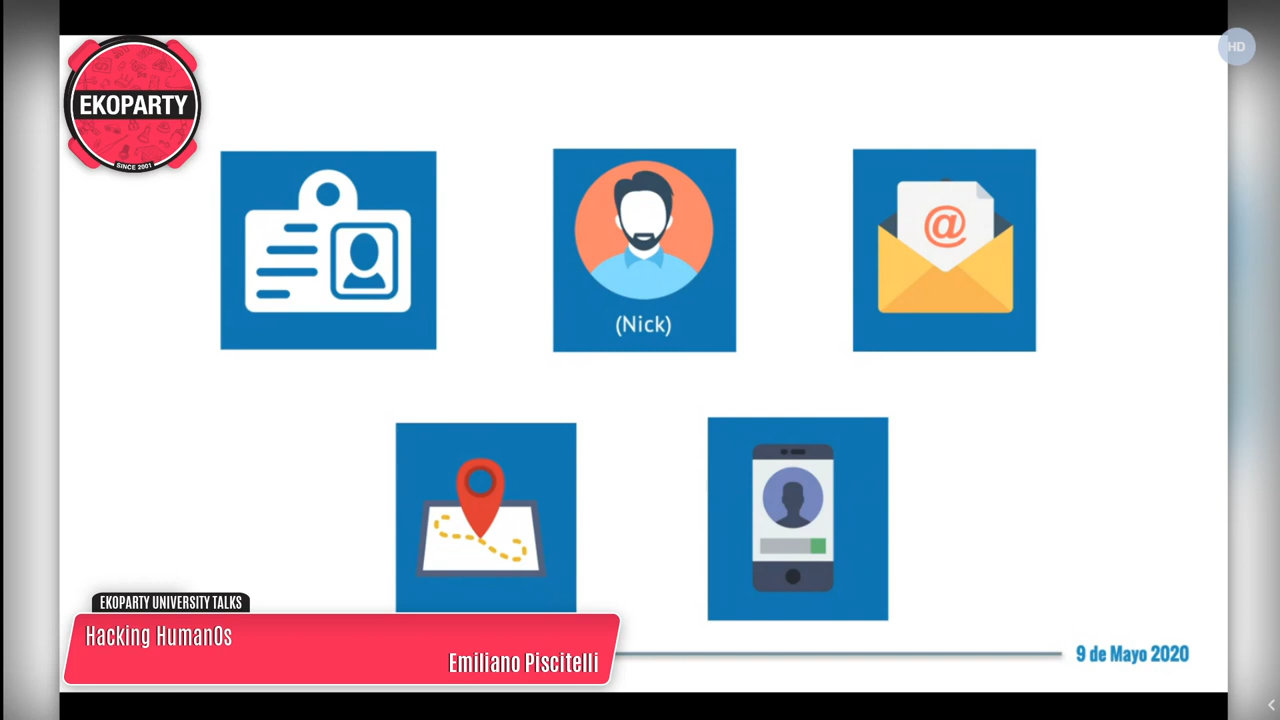 HD
EKOPARTY
SINCE 2001
(Nick)
@
EKOPARTY UNIVERSITY TALKS
Hacking HumanOs
Emiliano Piscitelli
9 de Mayo 2020